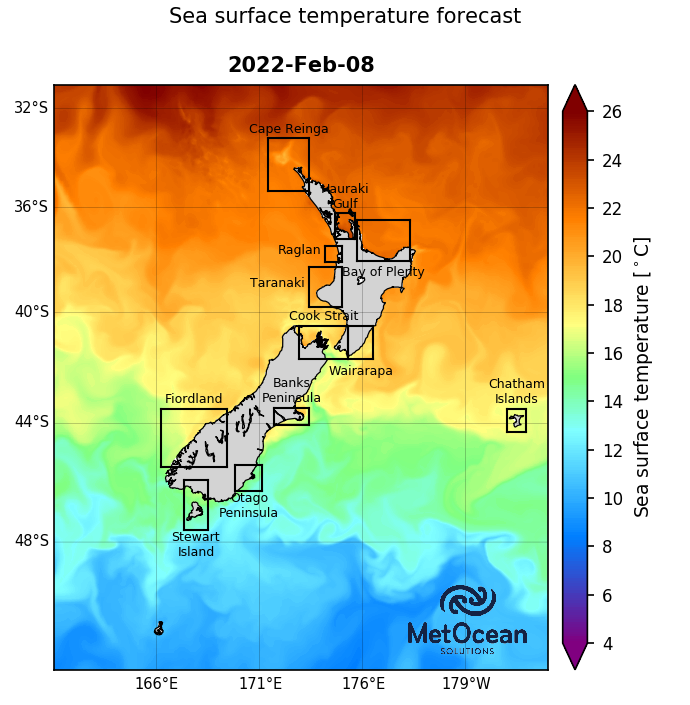 Sea surface temperature forecast
2022-Feb-08
32°S
36°S
40°S
44°S
48°S
Cape Reinga
Hauraki
Gulf
Raglan
Bay of Plenty
Taranaki
Cook Strait
Wairarapa
Banks
Peninsula
Chatham
Islands
Fiordland
Otago
Peninsula
Stewart
Island
MetOcean
SOLUTIONS
166°E
171°E
176°E
179°W
26
24
22
20
18
16
14
12
10
8
6
4
Sea surface temperature [°C]